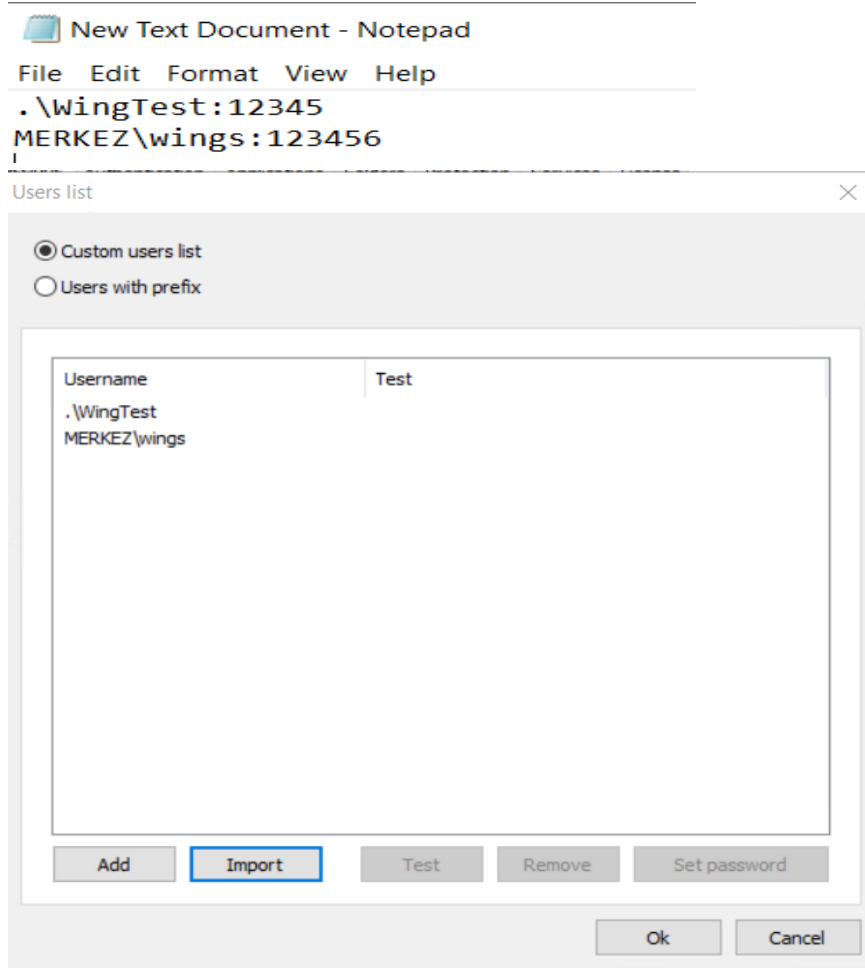 New Text Document - Notepad
File Edit Format View Help
.\WingTest:12345
MERKEZ\wings:123456
Users list
Custom users list
Users with prefix
Username Test
.\WingTest
MERKEZ\wings
Add Import Test Remove Set password
Ok Cancel